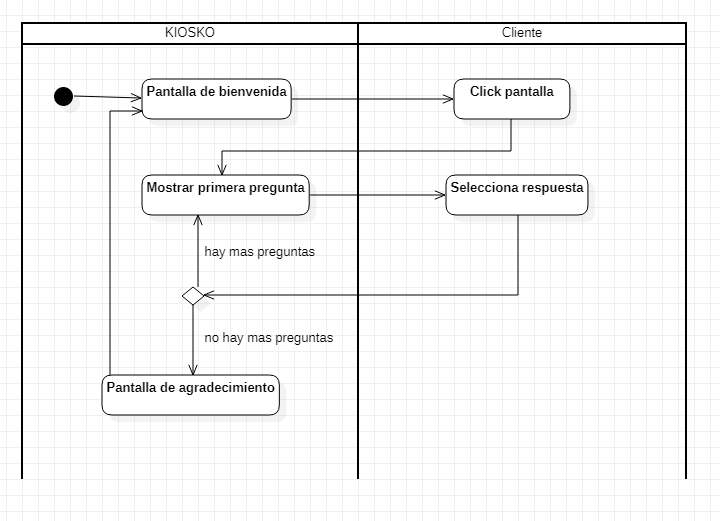 KIOSKO
Cliente
Pantalla de bienvenida
Click pantalla
Mostrar primera pregunta
Selecciona respuesta
hay mas preguntas
no hay mas preguntas
Pantalla de agradecimiento